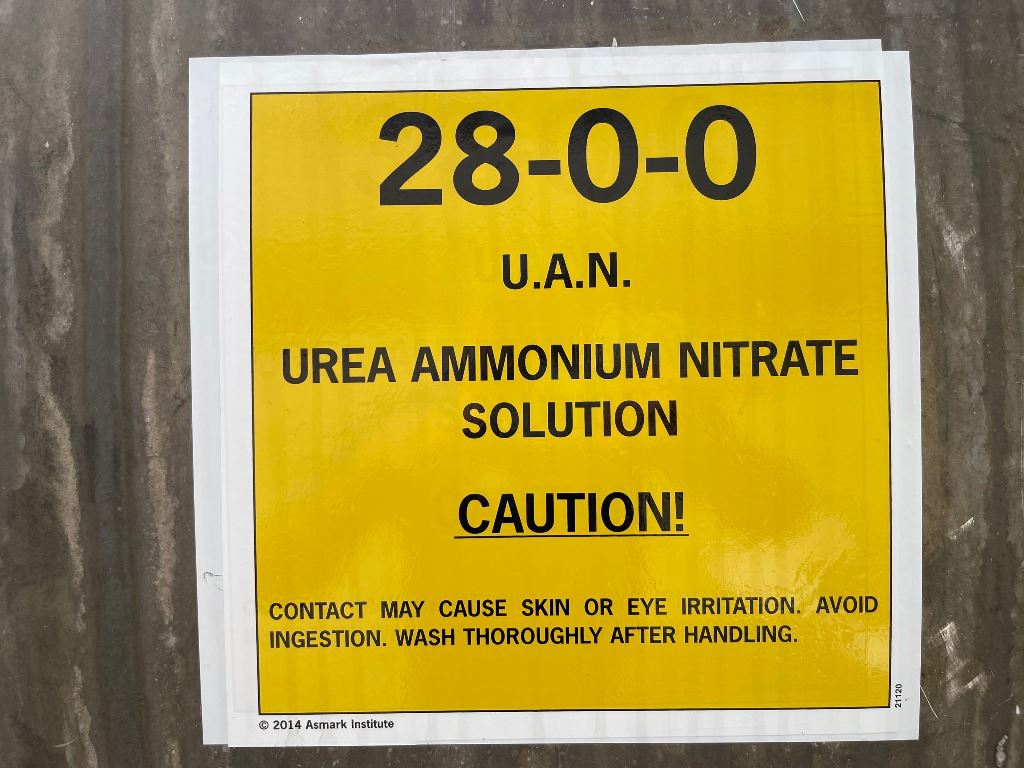 28-0-0
U.A.N.
UREA AMMONIUM NITRATE
SOLUTION
CAUTION!
CONTACT MAY CAUSE SKIN OR EYE IRRITATION. AVOID
INGESTION. WASH THOROUGHLY AFTER HANDLING.
21120
© 2014 Asmark Institute